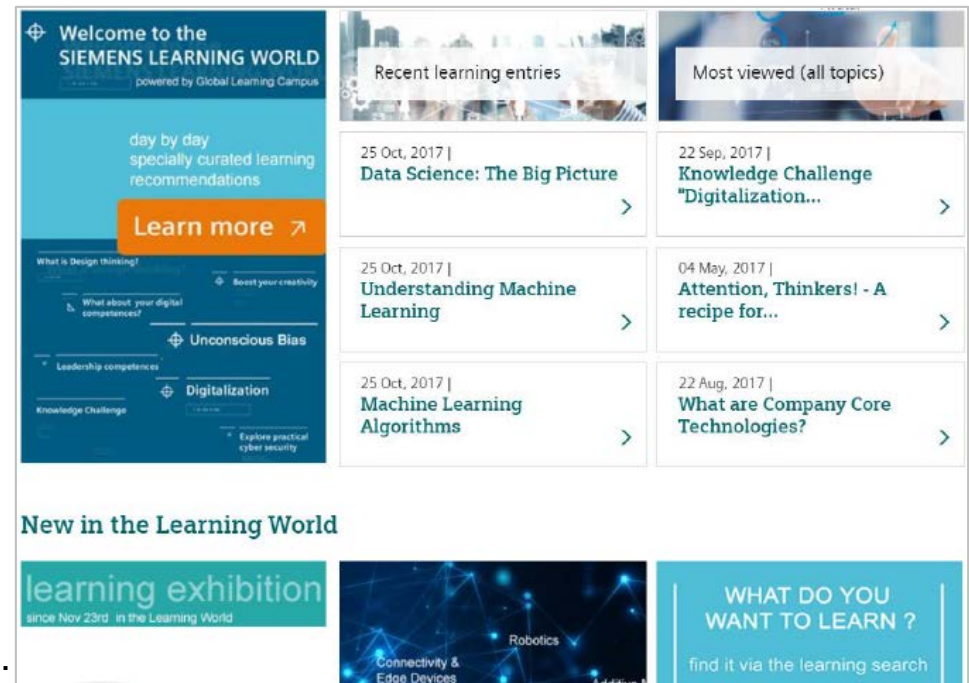 Welcome to the
SIEMENS LEARNING WORLD
powered by Global Learning Campus
day by day
specially curated learning
recommendations
Learn more
What is Design thinking?
Boost your creativity
What about your digital
competences?
Unconscious Bias
Leadership competences
Digitalization
Knowledge Challenge
Explore practical
cyber security
Recent learning entries
25 Oct, 2017 |
Data Science: The Big Picture
25 Oct, 2017 |
Understanding Machine
Learning
25 Oct, 2017 |
Machine Learning
Algorithms
Most viewed (all topics)
22 Sep, 2017 |
Knowledge Challenge
"Digitalization...
04 May, 2017 |
Attention, Thinkers! - A
recipe for...
22 Aug, 2017 |
What are Company Core
Technologies?
New in the Learning World
learning exhibition
since Nov 23rd in the Learning World
Robotics
Connectivity &
Edge Devices
WHAT DO YOU
WANT TO LEARN ?
find it via the learning search
.